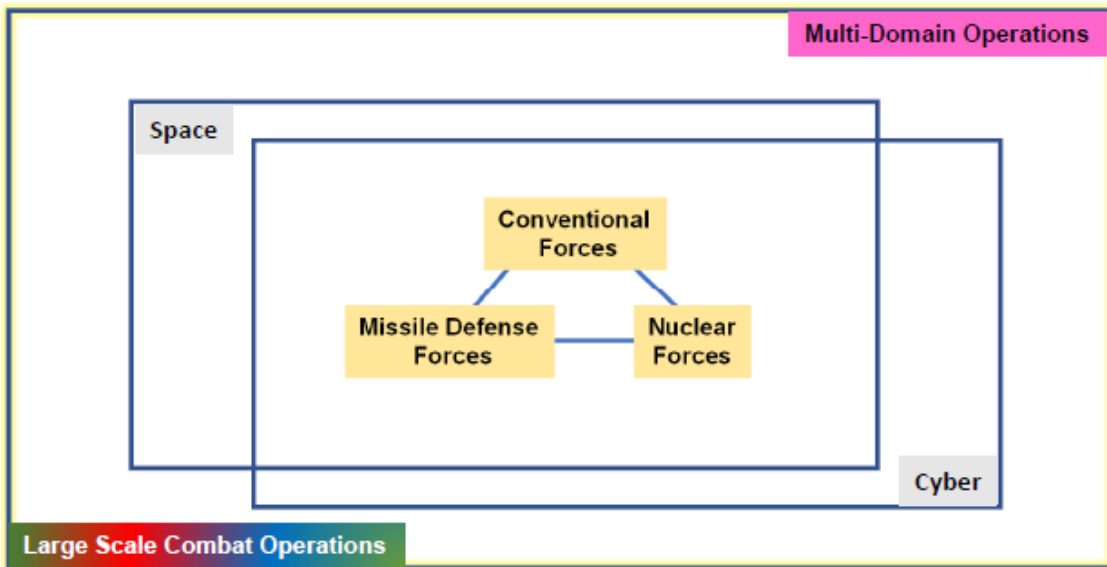 Multi-Domain Operations
Space
Conventional
Forces
Missile Defense
Forces
Nuclear
Forces
Cyber
Large Scale Combat Operations